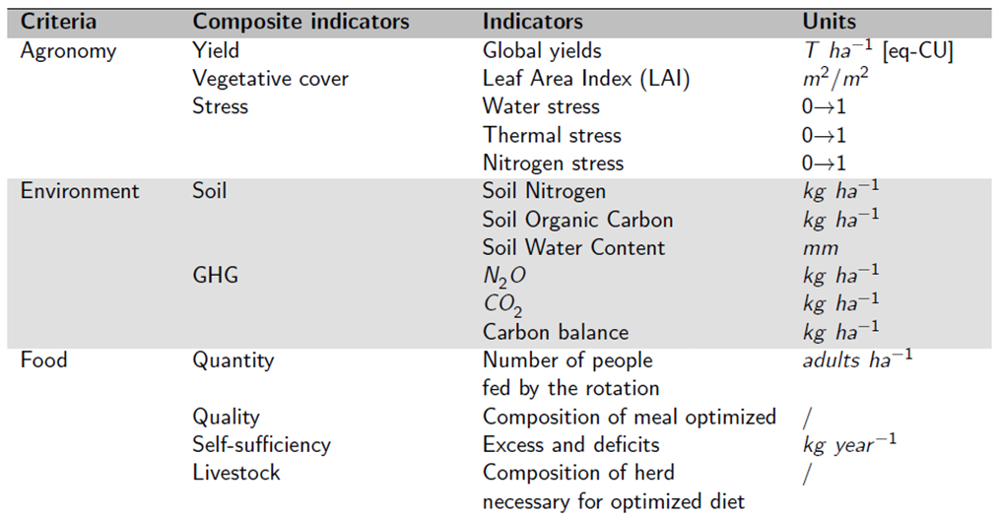 Criteria Composite indicators Indicators Units
Agronomy Yield Global yields T ha⁻¹ [eq-CU]
Vegetative cover Leaf Area Index (LAI) m²/m²
Stress Water stress 0→1
Thermal stress 0→1
Nitrogen stress 0→1
Environment Soil Soil Nitrogen kg ha⁻¹
Soil Organic Carbon kg ha⁻¹
Soil Water Content mm
GHG N₂O kg ha⁻¹
CO₂ kg ha⁻¹
Carbon balance kg ha⁻¹
Food Quantity Number of people adults ha⁻¹
fed by the rotation
Quality Composition of meal optimized /
Self-sufficiency Excess and deficits kg year⁻¹
Livestock Composition of herd /
necessary for optimized diet